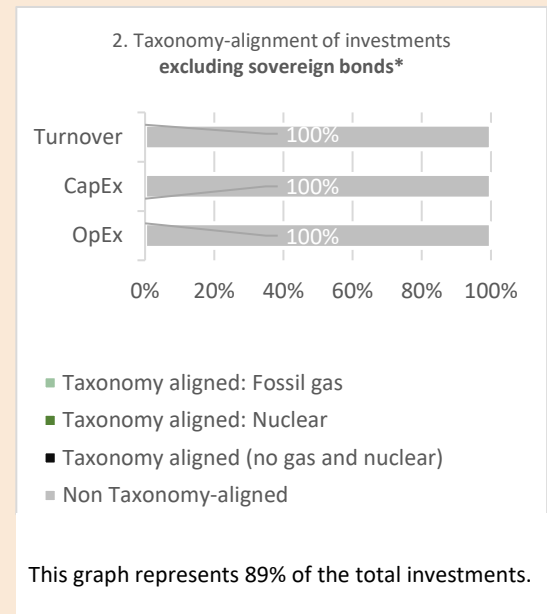 2. Taxonomy-alignment of investments
excluding sovereign bonds*
Turnover
100%
CapEx
100%
OpEx
100%
0% 20% 40% 60% 80% 100%
Taxonomy aligned: Fossil gas
Taxonomy aligned: Nuclear
Taxonomy aligned (no gas and nuclear)
Non Taxonomy-aligned
This graph represents 89% of the total investments.